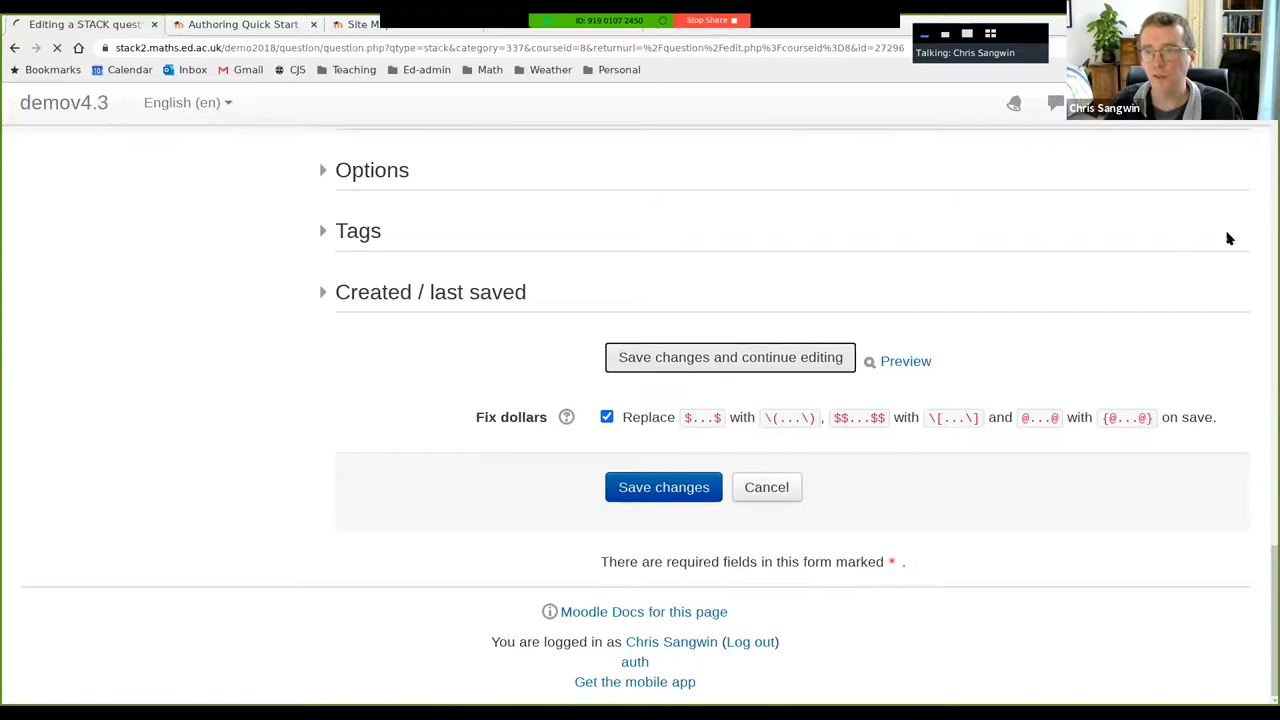 Editing a STACK quest
Authoring Quick Start
Site M
ID: 919 0107 2450
Stop Share
Talking: Chris Sangwin
stack2.maths.ed.ac.uk/demo2018/question/question.php?qtype=stack&category=337&courseid=8&returnurl=%2Fquestion%2Fedit.php%3Fcourseid%3D8&id=27296
Bookmarks Calendar Inbox Gmail CJS Teaching Ed-admin Math Weather Personal
demov4.3 English (en)
Chris Sangwin
Options
Tags
Created / last saved
Save changes and continue editing Preview
Fix dollars ? Replace $...$ with \(...\), $$...$$ with \[...\] and @...@ with {@...@} on save.
Save changes Cancel
There are required fields in this form marked * .
Moodle Docs for this page
You are logged in as Chris Sangwin (Log out)
auth
Get the mobile app